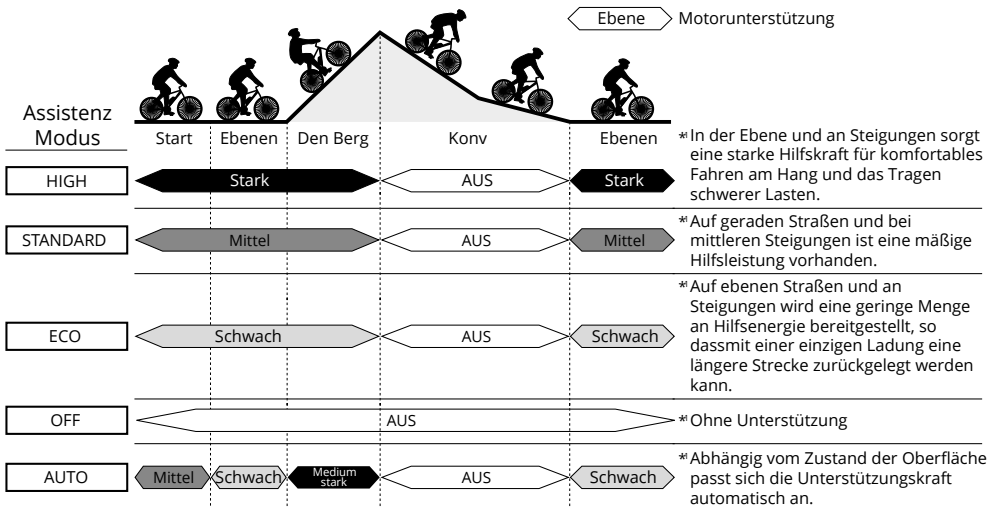 Ebene Motorunterstützung
Assistenz
Modus
Start Ebenen Den Berg Konv Ebenen
HIGH
Stark AUS Stark
*¹ In der Ebene und an Steigungen sorgt
eine starke Hilfskraft für komfortables
Fahren am Hang und das Tragen
schwerer Lasten.
STANDARD
Mittel AUS Mittel
*¹ Auf geraden Straßen und bei
mittleren Steigungen ist eine mäßige
Hilfsleistung vorhanden.
ECO
Schwach AUS Schwach
*¹ Auf ebenen Straßen und an
Steigungen wird eine geringe Menge
an Hilfsenergie bereitgestellt, so
dassmit einer einzigen Ladung eine
längere Strecke zurückgelegt werden
kann.
OFF
AUS
*¹ Ohne Unterstützung
AUTO
Mittel Schwach Medium
stark
AUS Schwach
*¹ Abhängig vom Zustand der Oberfläche
passt sich die Unterstützungskraft
automatisch an.